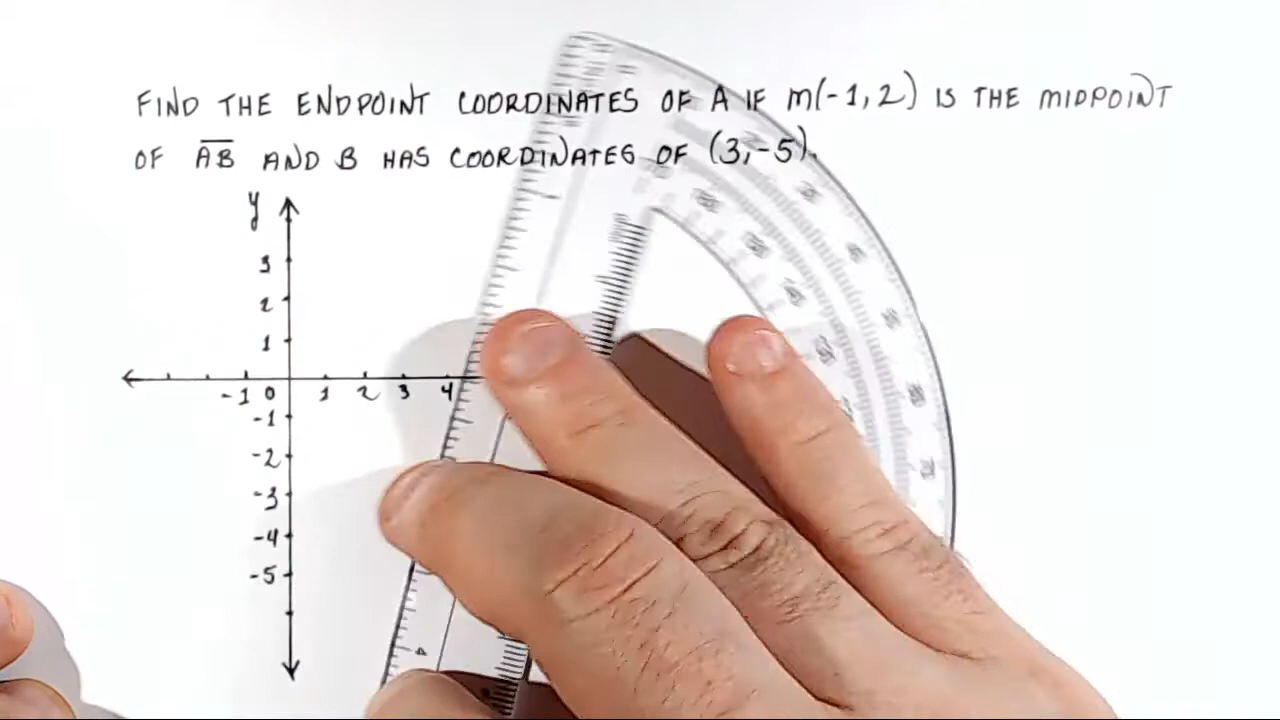 FIND THE ENDPOINT COORDINATES OF A IF M(-1,2) IS THE MIDPOINT
OF AB AND B HAS COORDINATES OF (3,-5).
y
3
2
1
-1 0 1 2 3 4
-1
-2
-3
-4
-5